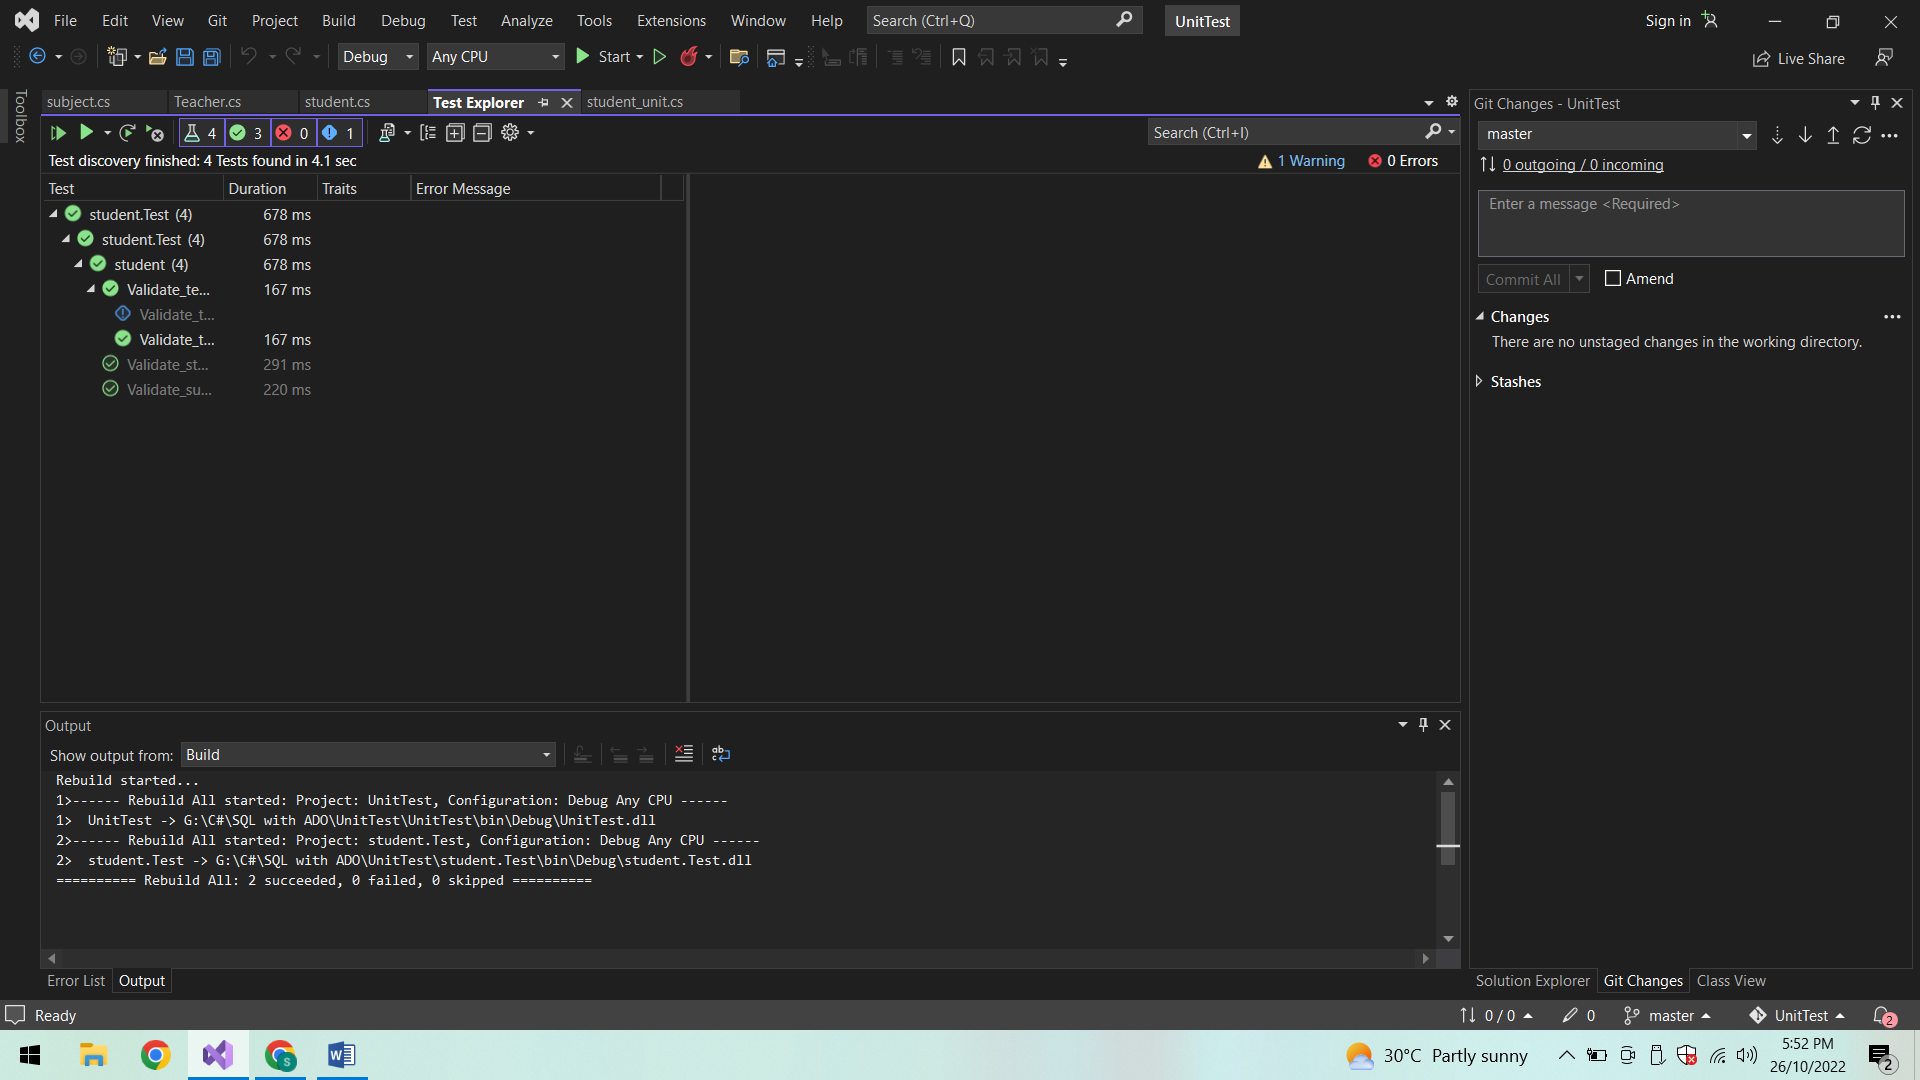 File Edit View Git Project Build Debug Test Analyze Tools Extensions Window Help Search (Ctrl+Q) UnitTest Sign in
Debug Any CPU Start Live Share
Toolbox
subject.cs Teacher.cs student.cs Test Explorer student_unit.cs
4 3 0 1 Search (Ctrl+I)
Test discovery finished: 4 Tests found in 4.1 sec 1 Warning 0 Errors
Test Duration Traits Error Message
student.Test (4) 678 ms
student.Test (4) 678 ms
student (4) 678 ms
Validate_te... 167 ms
Validate_t...
Validate_t... 167 ms
Validate_st... 291 ms
Validate_su... 220 ms
Git Changes - UnitTest
master
0 outgoing / 0 incoming
Enter a message <Required>
Commit All Amend
Changes
There are no unstaged changes in the working directory.
Stashes
Output
Show output from: Build
Rebuild started...
1>------ Rebuild All started: Project: UnitTest, Configuration: Debug Any CPU ------
1>  UnitTest -> G:\C#\SQL with ADO\UnitTest\UnitTest\bin\Debug\UnitTest.dll
2>------ Rebuild All started: Project: student.Test, Configuration: Debug Any CPU ------
2>  student.Test -> G:\C#\SQL with ADO\UnitTest\student.Test\bin\Debug\student.Test.dll
========== Rebuild All: 2 succeeded, 0 failed, 0 skipped ==========
Error List Output
Solution Explorer Git Changes Class View
Ready 0 / 0 0 master UnitTest 2
S W 30°C Partly sunny 5:52 PM
26/10/2022 2